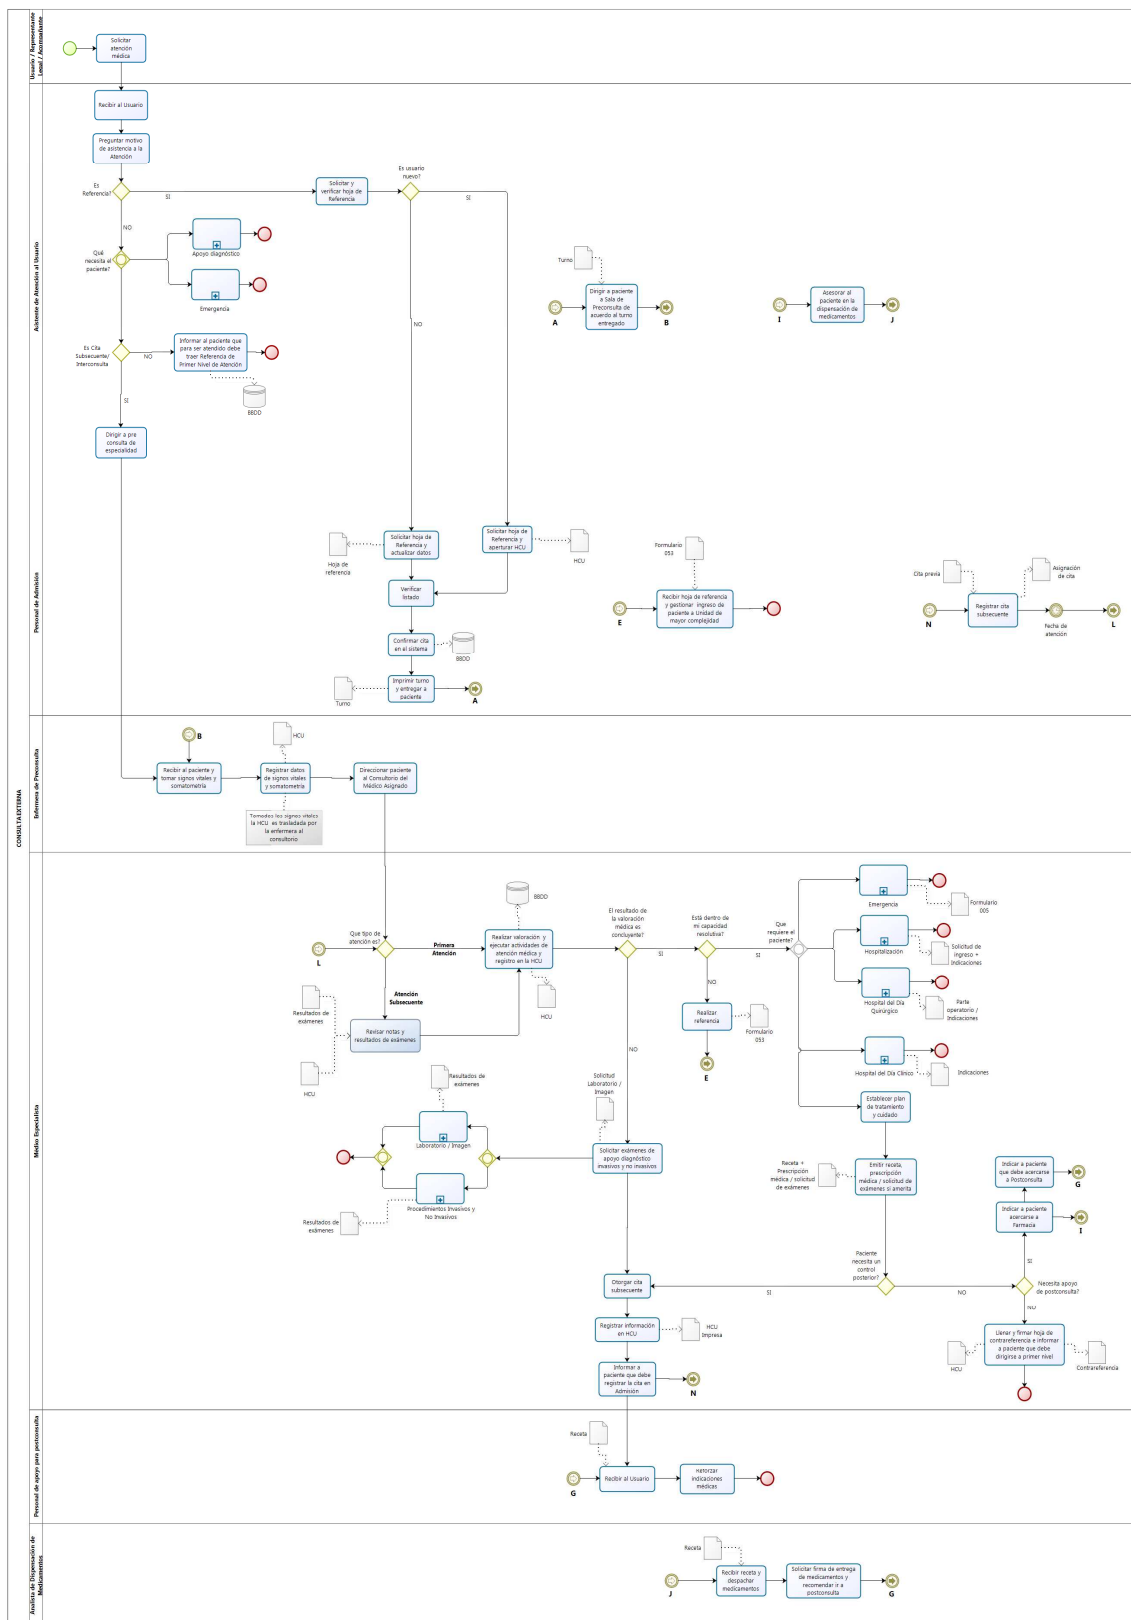 CONSULTA EXTERNA
Usuario / Representante
Legal / Acompañante
Solicitar
atención
médica
Asistente de Atención al Usuario
Recibir al Usuario
Preguntar motivo
de asistencia a la
Atención
Es
Referencia?
SI
Solicitar y
verificar hoja de
Referencia
Es usuario
nuevo?
SI
NO
NO
Qué
necesita el
paciente?
Apoyo diagnóstico
Emergencia
Es Cita
Subsecuente/
Interconsulta
NO
Informar al paciente que
para ser atendido debe
traer Referencia de
Primer Nivel de Atención
BBDD
SI
Dirigir a pre
consulta de
especialidad
Turno
A
Dirigir a paciente
a Sala de
Preconsulta de
acuerdo al turno
entregado
B
I
Asesorar al
paciente en la
dispensación de
medicamentos
J
Personal de Admisión
Solicitar hoja de
Referencia y
actualizar datos
Hoja de
referencia
Solicitar hoja de
Referencia y
aperturar HCU
HCU
Verificar
listado
Confirmar cita
en el sistema
BBDD
Imprimir turno
y entregar a
paciente
Turno
A
Formulario
053
E
Recibir hoja de referencia
y gestionar ingreso de
paciente a Unidad de
mayor complejidad
Cita previa
Asignación
de cita
N
Registrar cita
subsecuente
Fecha de
atención
L
Enfermera de Preconsulta
B
HCU
Recibir al paciente y
tomar signos vitales y
somatometría
Registrar datos
de signos vitales
y somatometría
Direccionar paciente
al Consultorio del
Médico Asignado
Tomados los signos vitales
la HCU es trasladada por
la enfermera al
consultorio
Médico Especialista
L
Que tipo de
atención es?
Primera
Atención
Atención
Subsecuente
BBDD
Realizar valoración y
ejecutar actividades de
atención médica y
registro en la HCU
HCU
Resultados de
exámenes
Revisar notas y
resultados de exámenes
HCU
El resultado de
la valoración
médica es
concluyente?
SI
NO
Está dentro de
mi capacidad
resolutiva?
SI
NO
Realizar
referencia
Formulario
053
E
Que
requiere el
paciente?
Emergencia
Formulario
005
Hospitalización
Solicitud de
ingreso +
Indicaciones
Hospital del Día
Quirúrgico
Parte
operatorio /
Indicaciones
Hospital del Día Clínico
Indicaciones
Establecer plan
de tratamiento
y cuidado
Emitir receta,
prescripción
médica / solicitud de
exámenes si amerita
Receta +
Prescripción
médica / solicitud
de exámenes
Solicitud
Laboratorio /
Imagen
Solicitar exámenes de
apoyo diagnóstico
invasivos y no invasivos
Resultados de
exámenes
Laboratorio / Imagen
Procedimientos Invasivos y
No Invasivos
Resultados de
exámenes
Paciente
necesita un
control
posterior?
SI
NO
Necesita apoyo
de postconsulta?
SI
NO
Indicar a paciente
que debe acercarse
a Postconsulta
G
Indicar a paciente
acercarse a
Farmacia
I
Llenar y firmar hoja de
contrareferencia e informar
a paciente que debe
dirigirse a primer nivel
HCU
Contrareferencia
Otorgar cita
subsecuente
Registrar información
en HCU
HCU
Impresa
Informar a
paciente que debe
registrar la cita en
Admisión
N
Personal de apoyo para postconsulta
Receta
G
Recibir al Usuario
Reforzar
indicaciones
médicas
Analista de Dispensación de
Medicamentos
Receta
J
Recibir receta y
despachar
medicamentos
Solicitar firma de entrega
de medicamentos y
recomendar ir a
postconsulta
G